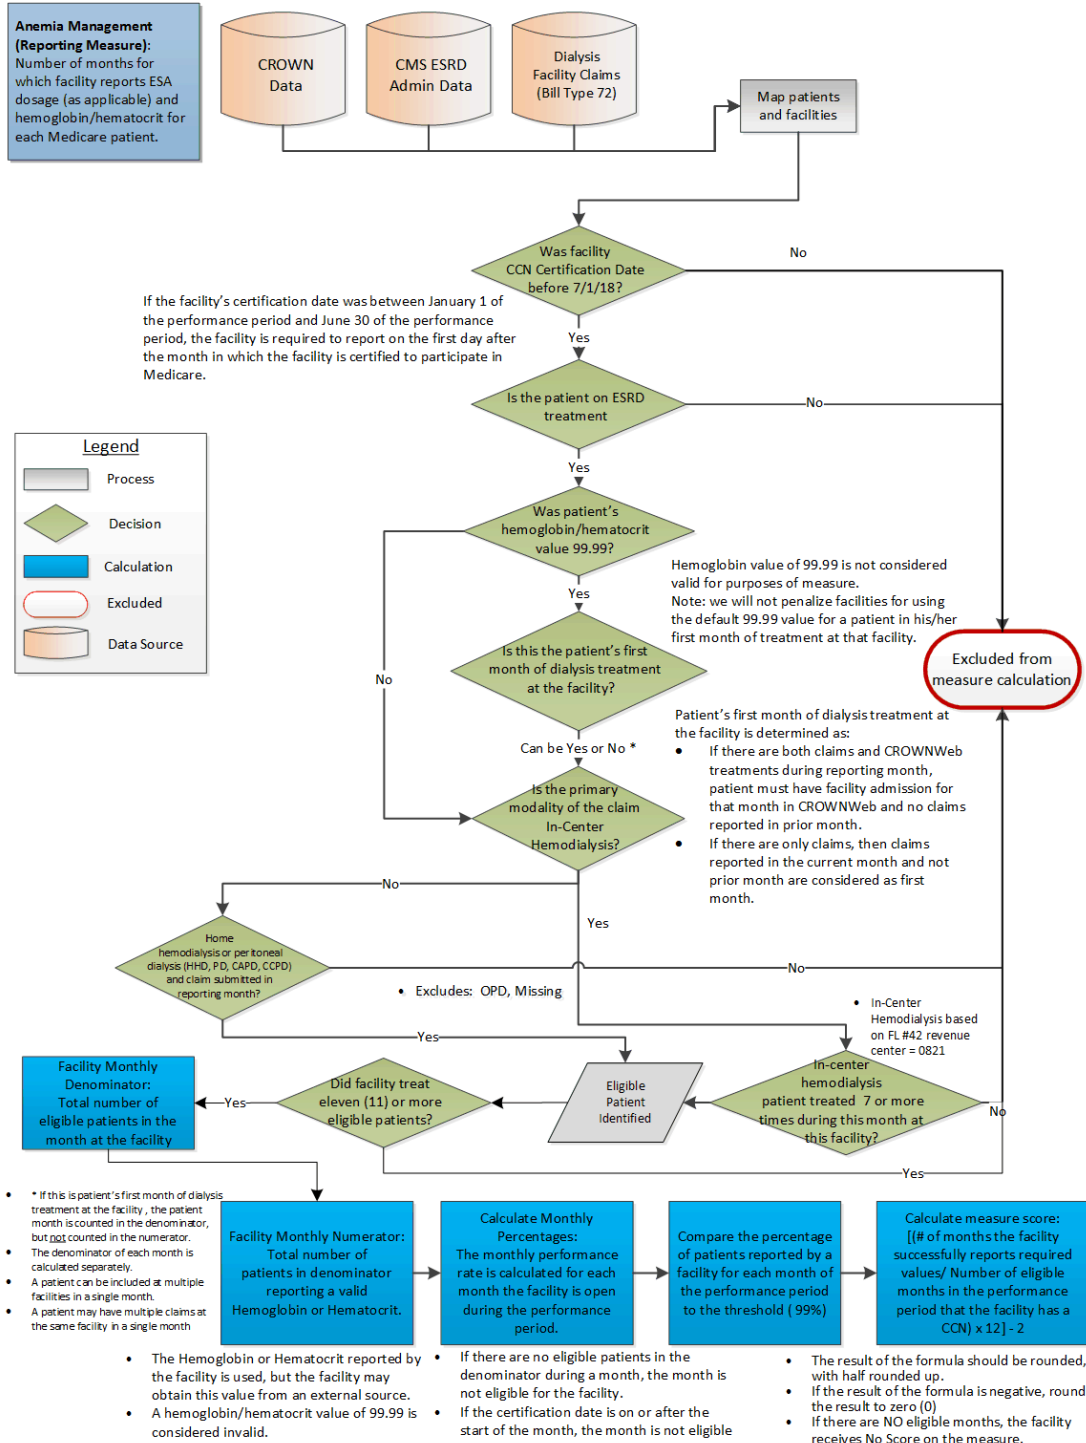 Anemia Management
(Reporting Measure):
Number of months for
which facility reports ESA
dosage (as applicable) and
hemoglobin/hematocrit for
each Medicare patient.
CROWN
Data
CMS ESRD
Admin Data
Dialysis
Facility Claims
(Bill Type 72)
Map patients
and facilities
Was facility
CCN Certification Date
before 7/1/18?
No
If the facility's certification date was between January 1 of
the performance period and June 30 of the performance
period, the facility is required to report on the first day after
the month in which the facility is certified to participate in
Medicare.
Yes
Is the patient on ESRD
treatment
No
Yes
Legend
Process
Decision
Calculation
Excluded
Data Source
Was patient's
hemoglobin/hematocrit
value 99.99?
Hemoglobin value of 99.99 is not considered
valid for purposes of measure.
Note: we will not penalize facilities for using
the default 99.99 value for a patient in his/her
first month of treatment at that facility.
Yes
No
Is this the patient's first
month of dialysis treatment
at the facility?
Excluded from
measure calculation
Can be Yes or No *
Patient's first month of dialysis treatment at
the facility is determined as:
• If there are both claims and CROWNWeb
treatments during reporting month,
patient must have facility admission for
that month in CROWNWeb and no claims
reported in prior month.
• If there are only claims, then claims
reported in the current month and not
prior month are considered as first
month.
Is the primary
modality of the claim
In-Center
Hemodialysis?
No
Yes
Home
hemodialysis or peritoneal
dialysis (HHD, PD, CAPD, CCPD)
and claim submitted in
reporting month?
No
• Excludes: OPD, Missing
• In-Center
Hemodialysis based
on FL #42 revenue
center = 0821
Yes
In-center
hemodialysis
patient treated 7 or more
times during this month at
this facility?
No
Eligible
Patient
Identified
Did facility treat
eleven (11) or more
eligible patients?
Yes
Yes
Facility Monthly
Denominator:
Total number of
eligible patients in the
month at the facility
• * If this is patient's first month of dialysis
treatment at the facility , the patient
month is counted in the denominator,
but not counted in the numerator.
• The denominator of each month is
calculated separately.
• A patient can be included at multiple
facilities in a single month.
• A patient may have multiple claims at
the same facility in a single month
Facility Monthly Numerator:
Total number of
patients in denominator
reporting a valid
Hemoglobin or Hematocrit.
Calculate Monthly
Percentages:
The monthly performance
rate is calculated for each
month the facility is open
during the performance
period.
Compare the percentage
of patients reported by a
facility for each month of
the performance period
to the threshold ( 99%)
Calculate measure score:
[(# of months the facility
successfully reports required
values/ Number of eligible
months in the performance
period that the facility has a
CCN) x 12] - 2
• The Hemoglobin or Hematocrit reported by
the facility is used, but the facility may
obtain this value from an external source.
• A hemoglobin/hematocrit value of 99.99 is
considered invalid.
• If there are no eligible patients in the
denominator during a month, the month is
not eligible for the facility.
• If the certification date is on or after the
start of the month, the month is not eligible
• The result of the formula should be rounded,
with half rounded up.
• If the result of the formula is negative, round
the result to zero (0)
• If there are NO eligible months, the facility
receives No Score on the measure.